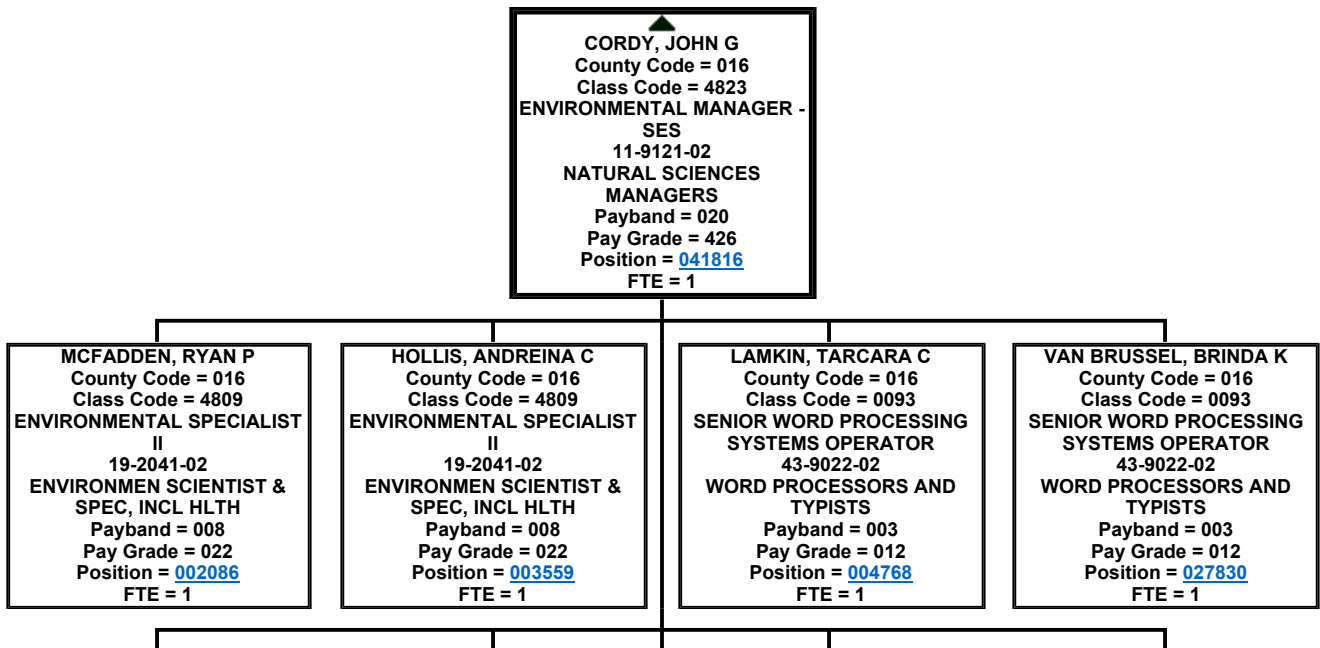 CORDY, JOHN G
County Code = 016
Class Code = 4823
ENVIRONMENTAL MANAGER -
SES
11-9121-02
NATURAL SCIENCES
MANAGERS
Payband = 020
Pay Grade = 426
Position = 041816
FTE = 1
MCFADDEN, RYAN P
County Code = 016
Class Code = 4809
ENVIRONMENTAL SPECIALIST
II
19-2041-02
ENVIRONMEN SCIENTIST &
SPEC, INCL HLTH
Payband = 008
Pay Grade = 022
Position = 002086
FTE = 1
HOLLIS, ANDREINA C
County Code = 016
Class Code = 4809
ENVIRONMENTAL SPECIALIST
II
19-2041-02
ENVIRONMEN SCIENTIST &
SPEC, INCL HLTH
Payband = 008
Pay Grade = 022
Position = 003559
FTE = 1
LAMKIN, TARCARA C
County Code = 016
Class Code = 0093
SENIOR WORD PROCESSING
SYSTEMS OPERATOR
43-9022-02
WORD PROCESSORS AND
TYPISTS
Payband = 003
Pay Grade = 012
Position = 004768
FTE = 1
VAN BRUSSEL, BRINDA K
County Code = 016
Class Code = 0093
SENIOR WORD PROCESSING
SYSTEMS OPERATOR
43-9022-02
WORD PROCESSORS AND
TYPISTS
Payband = 003
Pay Grade = 012
Position = 027830
FTE = 1